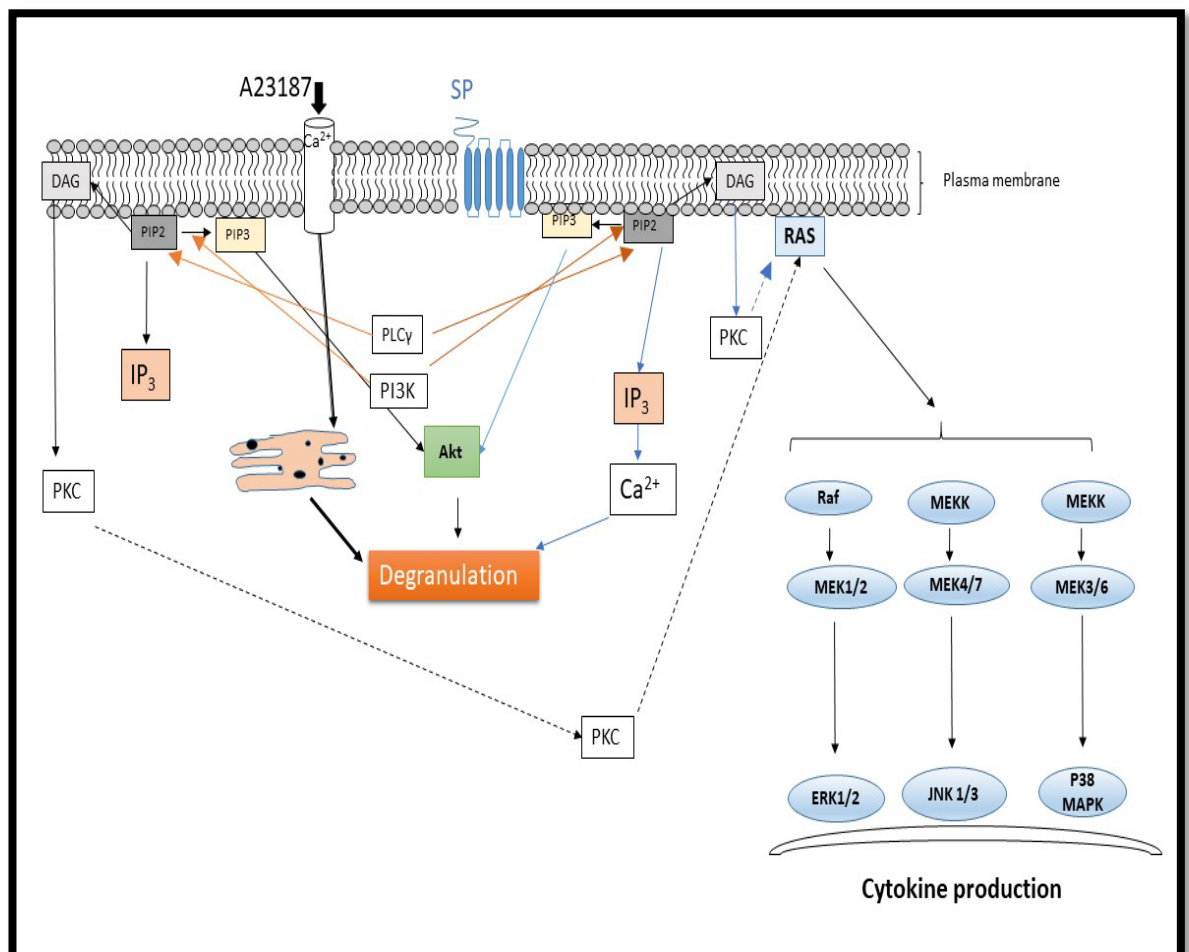 A23187
SP
Ca²⁺
DAG
DAG
Plasma membrane
PIP2
PIP3
PIP3
PIP2
RAS
PLCγ
PKC
IP₃
PI3K
IP₃
Akt
PKC
Ca²⁺
Raf
MEKK
MEKK
Degranulation
MEK1/2
MEK4/7
MEK3/6
PKC
ERK1/2
JNK 1/3
P38
MAPK
Cytokine production